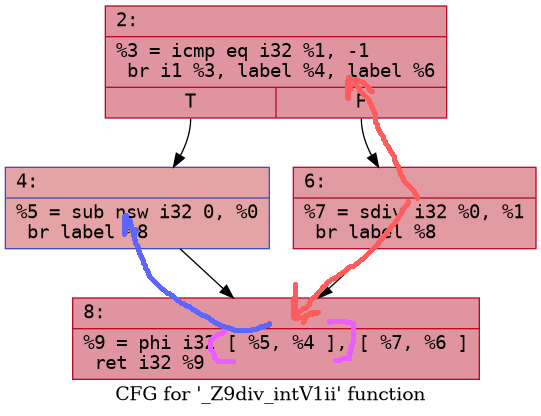 2:
%3 = icmp eq i32 %1, -1
br i1 %3, label %4, label %6
T
F
4:
%5 = sub nsw i32 0, %0
br label %8
6:
%7 = sdiv i32 %0, %1
br label %8
8:
%9 = phi i32 [ %5, %4 ], [ %7, %6 ]
ret i32 %9
CFG for '_Z9div_intV1ii' function